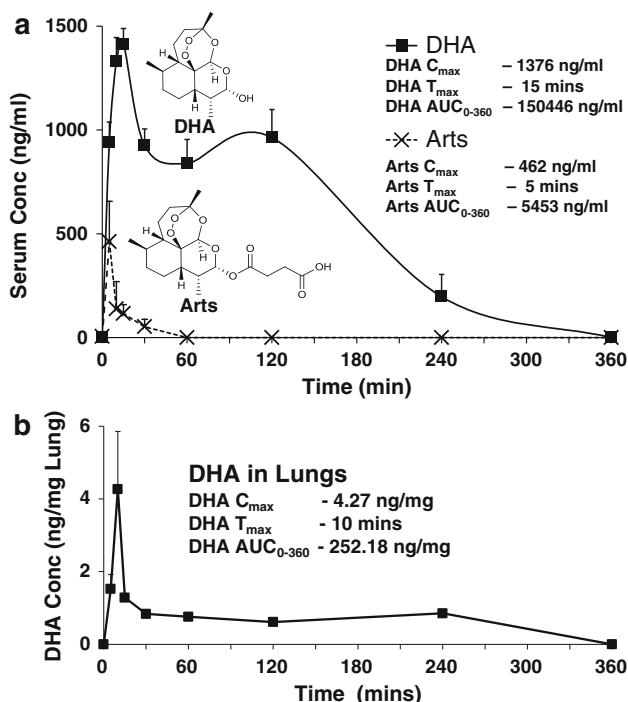 a
Serum Conc (ng/ml)
1500
1000
500
0
0 60 120 180 240 300 360
Time (min)
H
O
O
O
O
H
H
OH
DHA
H
O
O
O
O
H
H
O
O
O
OH
Arts
DHA
DHA Cmax – 1376 ng/ml
DHA Tmax – 15 mins
DHA AUC0-360 – 150446 ng/ml
Arts
Arts Cmax – 462 ng/ml
Arts Tmax – 5 mins
Arts AUC0-360 – 5453 ng/ml
b
DHA Conc (ng/mg Lung)
6
4
2
0
0 60 120 180 240 300 360
Time (mins)
DHA in Lungs
DHA Cmax - 4.27 ng/mg
DHA Tmax - 10 mins
DHA AUC0-360 - 252.18 ng/mg